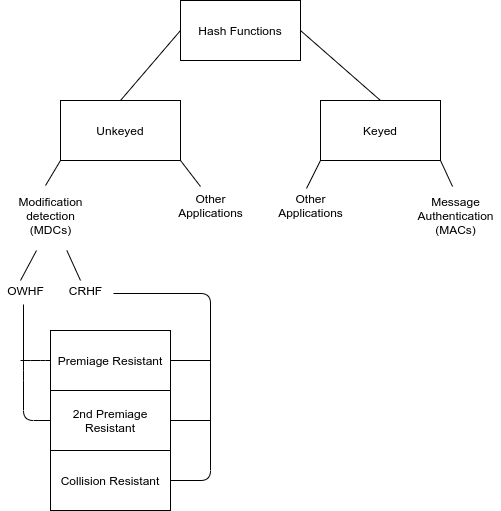 Hash Functions
Unkeyed
Keyed
Modification
detection
(MDCs)
Other
Applications
Other
Applications
Message
Authentication
(MACs)
OWHF
CRHF
Premiage Resistant
2nd Premiage
Resistant
Collision Resistant